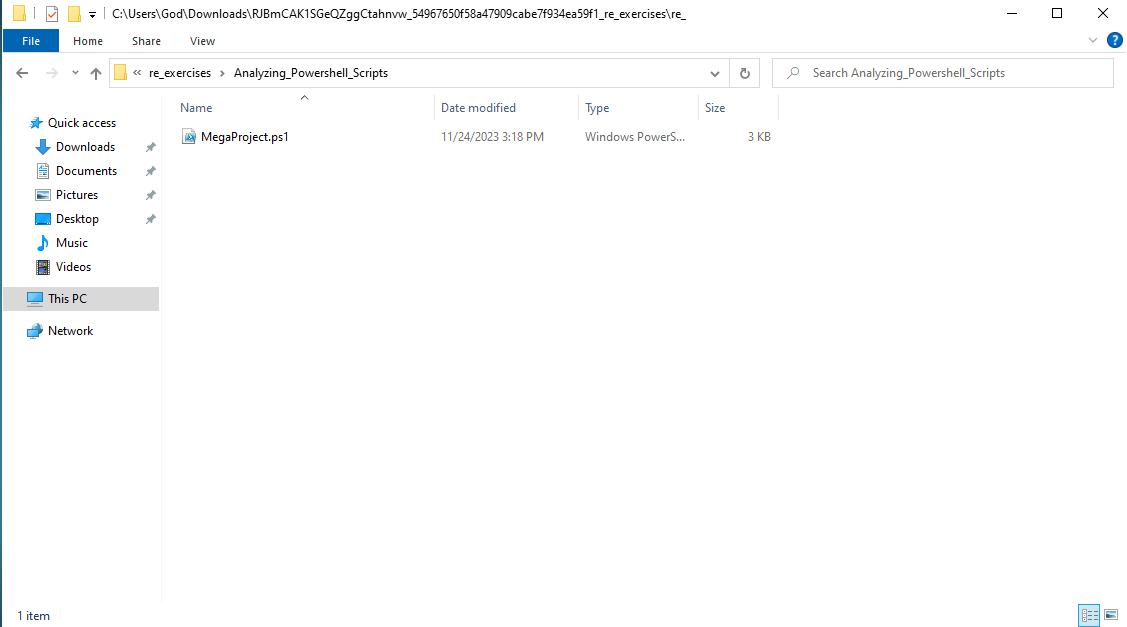 C:\Users\God\Downloads\RJBmCAK1SGeQZggCtahnvw_54967650f58a47909cabe7f934ea59f1_re_exercises\re_
File Home Share View
« re_exercises › Analyzing_Powershell_Scripts
Search Analyzing_Powershell_Scripts
Name Date modified Type Size
MegaProject.ps1 11/24/2023 3:18 PM Windows PowerS... 3 KB
Quick access
Downloads
Documents
Pictures
Desktop
Music
Videos
This PC
Network
1 item